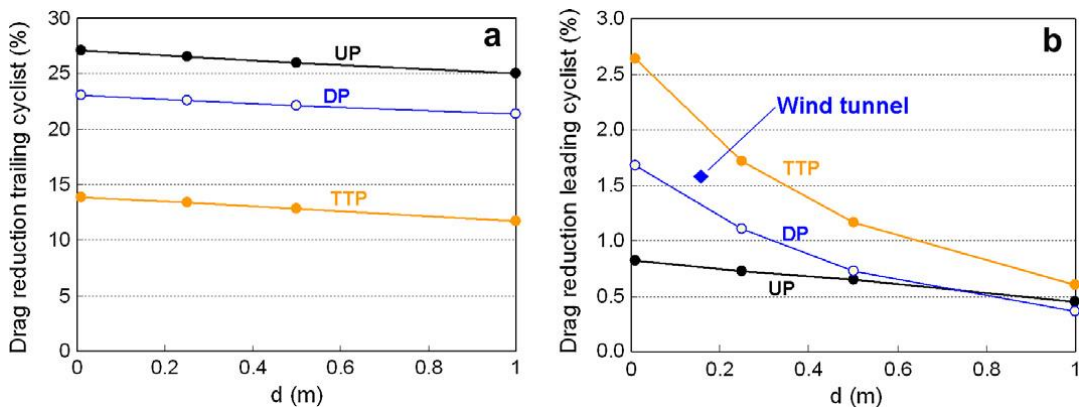 Drag reduction trailing cyclist (%)
30
25
20
15
10
5
0
a
UP
DP
TTP
0 0.2 0.4 0.6 0.8 1
d (m)
Drag reduction leading cyclist (%)
3.0
2.5
2.0
1.5
1.0
0.5
0.0
b
Wind tunnel
TTP
DP
UP
0 0.2 0.4 0.6 0.8 1
d (m)